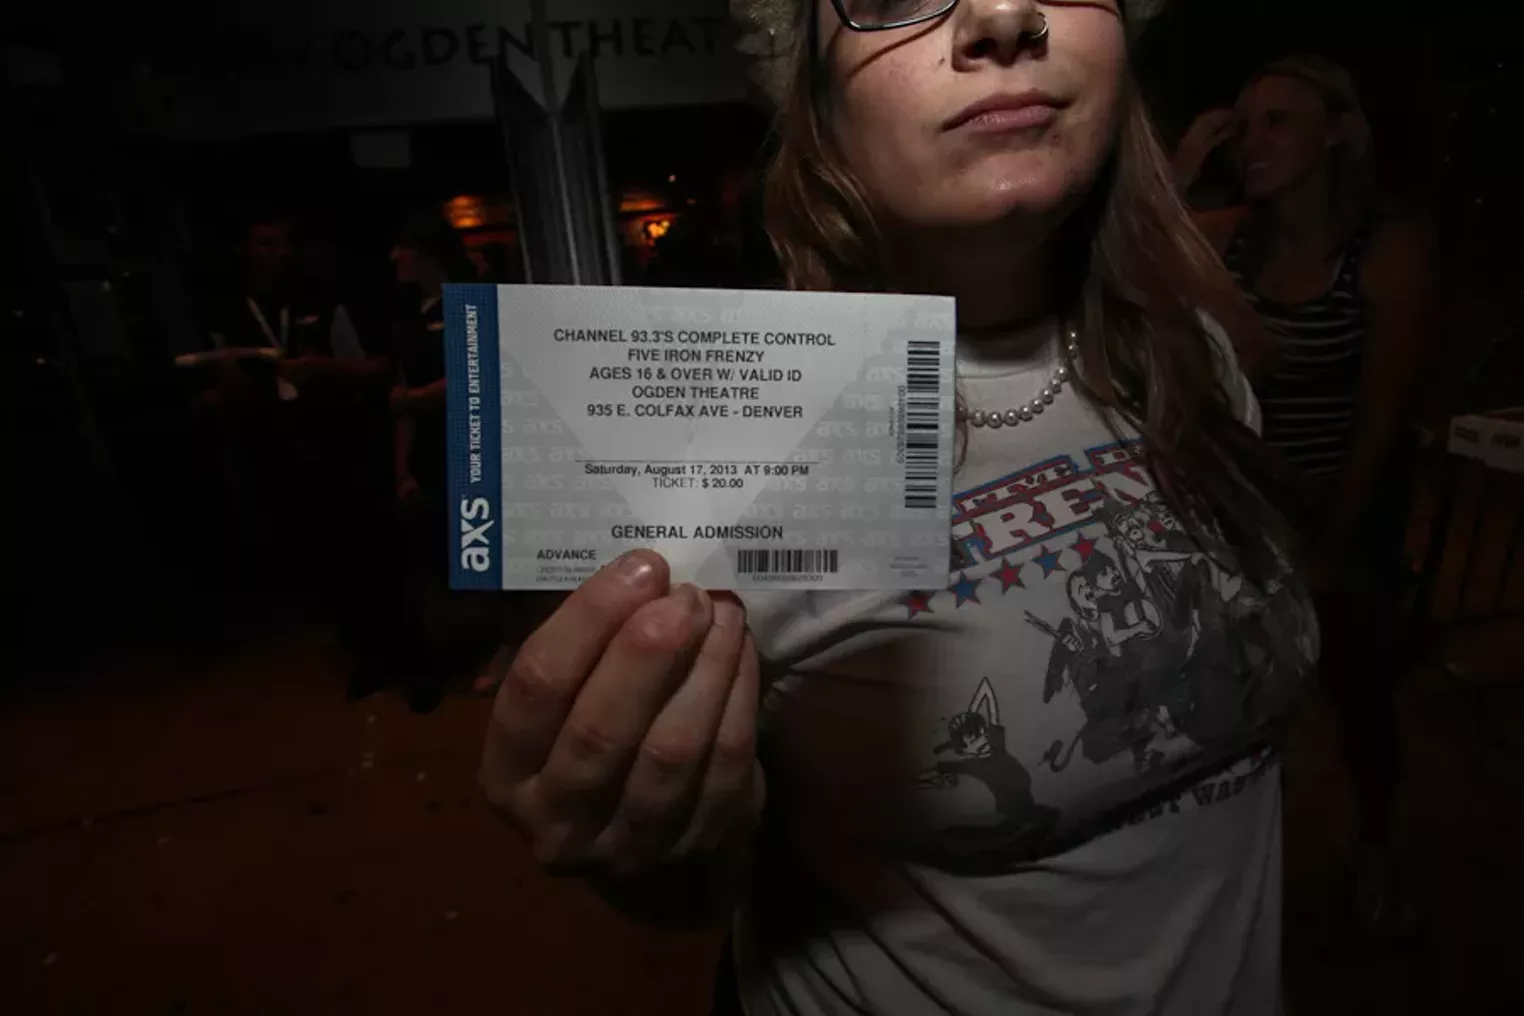 OGDEN THEAT
CHANNEL 93.3'S COMPLETE CONTROL
FIVE IRON FRENZY
AGES 16 & OVER W/ VALID ID
OGDEN THEATRE
935 E. COLFAX AVE - DENVER
Saturday, August 17, 2013 AT 9:00 PM
TICKET: $ 20.00
GENERAL ADMISSION
ADVANCE
axs YOUR TICKET TO ENTERTAINMENT
FREN